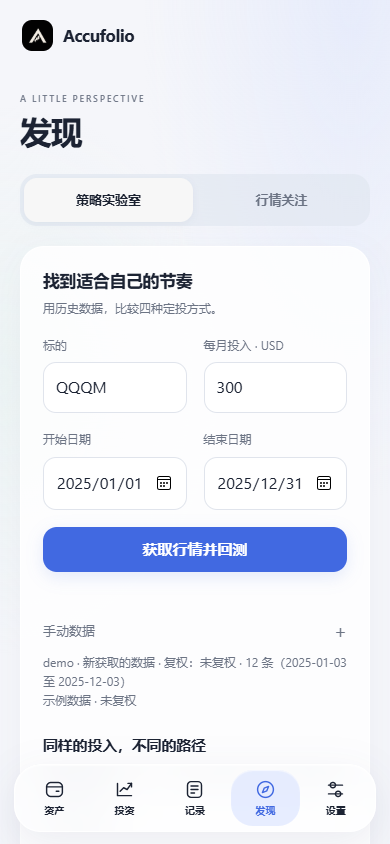 Accufolio
A LITTLE PERSPECTIVE
发现
策略实验室
行情关注
找到适合自己的节奏
用历史数据，比较四种定投方式。
标的
每月投入 · USD
QQQM
300
开始日期
结束日期
2025/01/01
2025/12/31
获取行情并回测
手动数据
+
demo · 新获取的数据 · 复权：未复权 · 12 条（2025-01-03
至 2025-12-03）
示例数据 · 未复权
同样的投入，不同的路径
资产
投资
记录
发现
设置